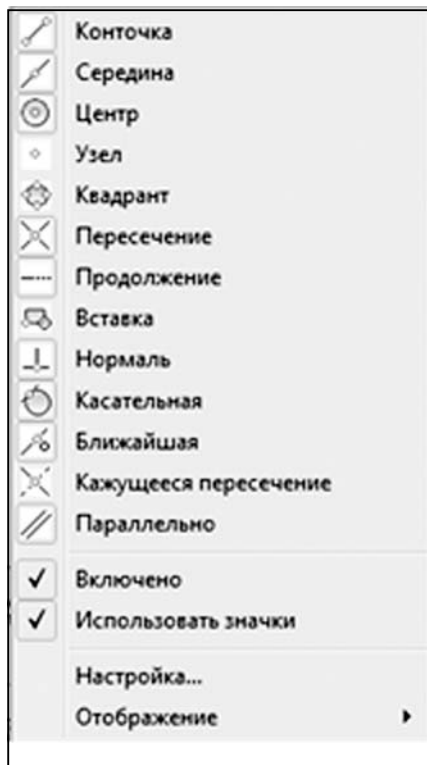 Конточка
Середина
Центр
Узел
Квадрант
Пересечение
Продолжение
Вставка
Нормаль
Касательная
Ближайшая
Кажущееся пересечение
Параллельно
Включено
Использовать значки
Настройка...
Отображение